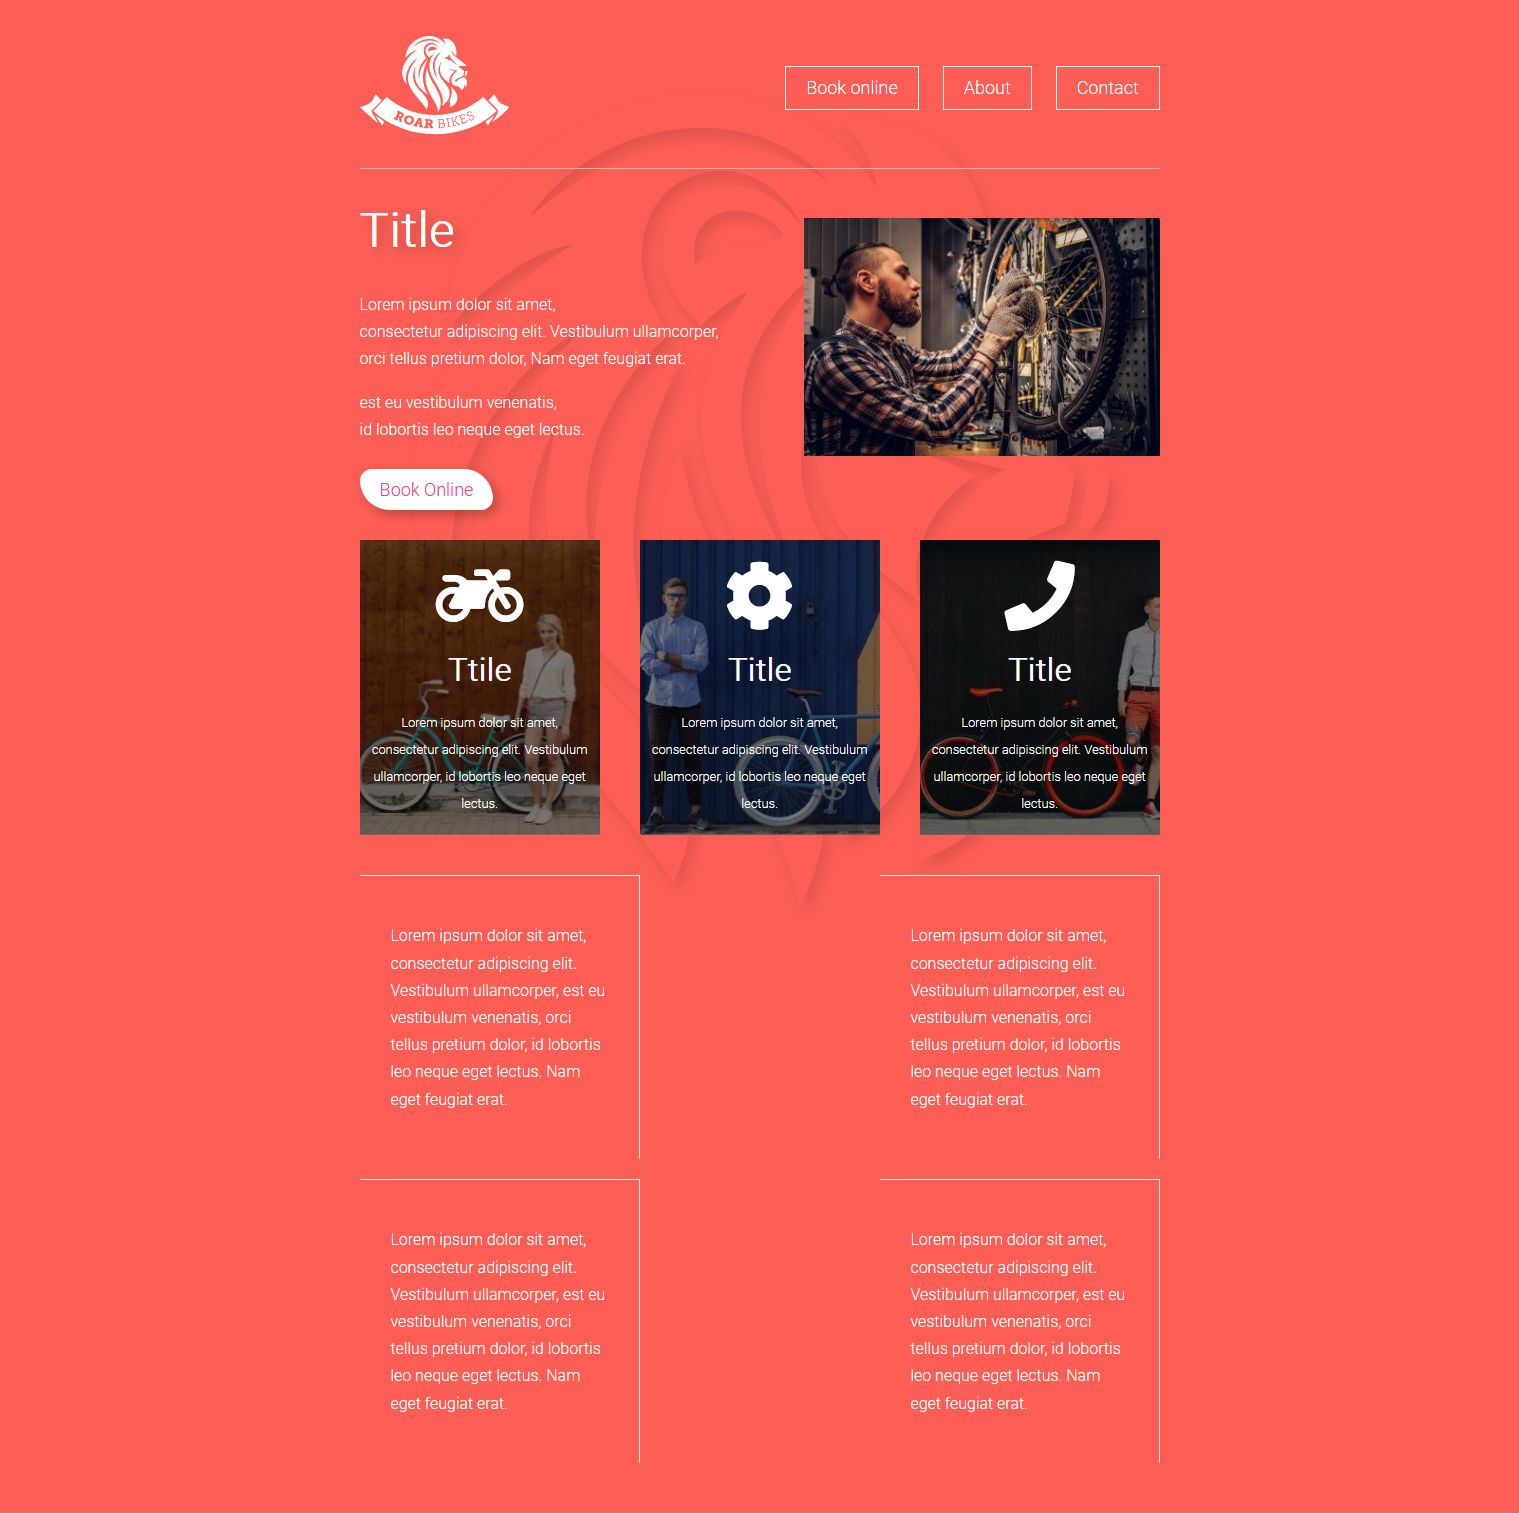 ROAR BIKES
Book online
About
Contact
Title
Lorem ipsum dolor sit amet,
consectetur adipiscing elit. Vestibulum ullamcorper,
orci tellus pretium dolor, Nam eget feugiat erat.
est eu vestibulum venenatis,
id lobortis leo neque eget lectus.
Book Online
Ttile
Lorem ipsum dolor sit amet,
consectetur adipiscing elit. Vestibulum
ullamcorper, id lobortis leo neque eget
lectus.
Title
Lorem ipsum dolor sit amet,
consectetur adipiscing elit. Vestibulum
ullamcorper, id lobortis leo neque eget
lectus.
Title
Lorem ipsum dolor sit amet,
consectetur adipiscing elit. Vestibulum
ullamcorper, id lobortis leo neque eget
lectus.
Lorem ipsum dolor sit amet,
consectetur adipiscing elit.
Vestibulum ullamcorper, est eu
vestibulum venenatis, orci
tellus pretium dolor, id lobortis
leo neque eget lectus. Nam
eget feugiat erat.
Lorem ipsum dolor sit amet,
consectetur adipiscing elit.
Vestibulum ullamcorper, est eu
vestibulum venenatis, orci
tellus pretium dolor, id lobortis
leo neque eget lectus. Nam
eget feugiat erat.
Lorem ipsum dolor sit amet,
consectetur adipiscing elit.
Vestibulum ullamcorper, est eu
vestibulum venenatis, orci
tellus pretium dolor, id lobortis
leo neque eget lectus. Nam
eget feugiat erat.
Lorem ipsum dolor sit amet,
consectetur adipiscing elit.
Vestibulum ullamcorper, est eu
vestibulum venenatis, orci
tellus pretium dolor, id lobortis
leo neque eget lectus. Nam
eget feugiat erat.